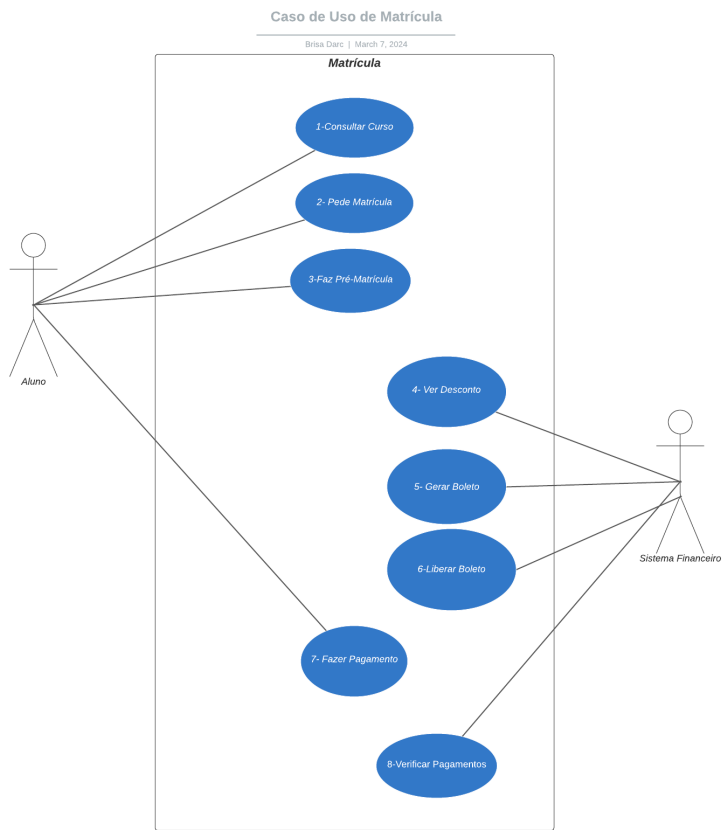 Caso de Uso de Matrícula
Brisa Darc | March 7, 2024
Matrícula
1-Consultar Curso
2- Pede Matrícula
3-Faz Pré-Matrícula
Aluno
4- Ver Desconto
5- Gerar Boleto
6-Liberar Boleto
Sistema Financeiro
7- Fazer Pagamento
8-Verificar Pagamentos